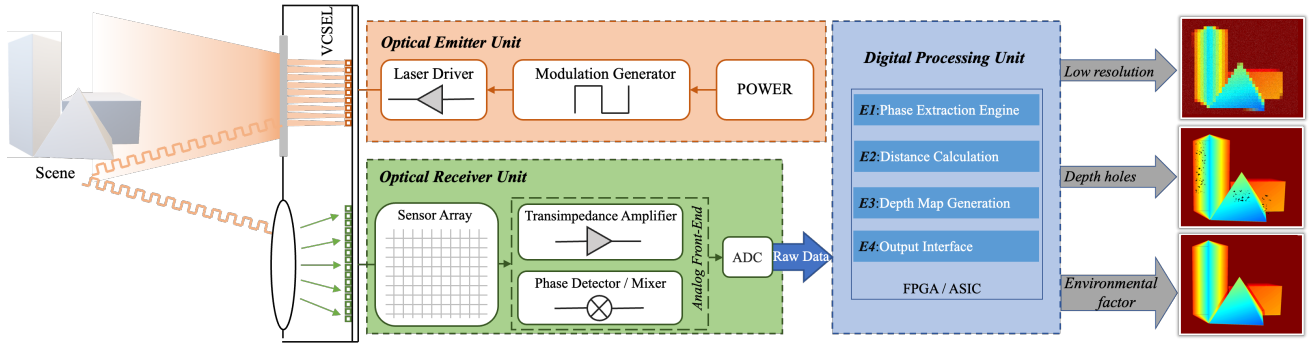 Scene
VCSEL
Optical Emitter Unit
Laser Driver
Modulation Generator
POWER
Optical Receiver Unit
Sensor Array
Transimpedance Amplifier
Phase Detector / Mixer
Analog Front-End
ADC
Raw Data
Digital Processing Unit
E1:Phase Extraction Engine
E2:Distance Calculation
E3:Depth Map Generation
E4:Output Interface
FPGA / ASIC
Low resolution
Depth holes
Environmental
factor